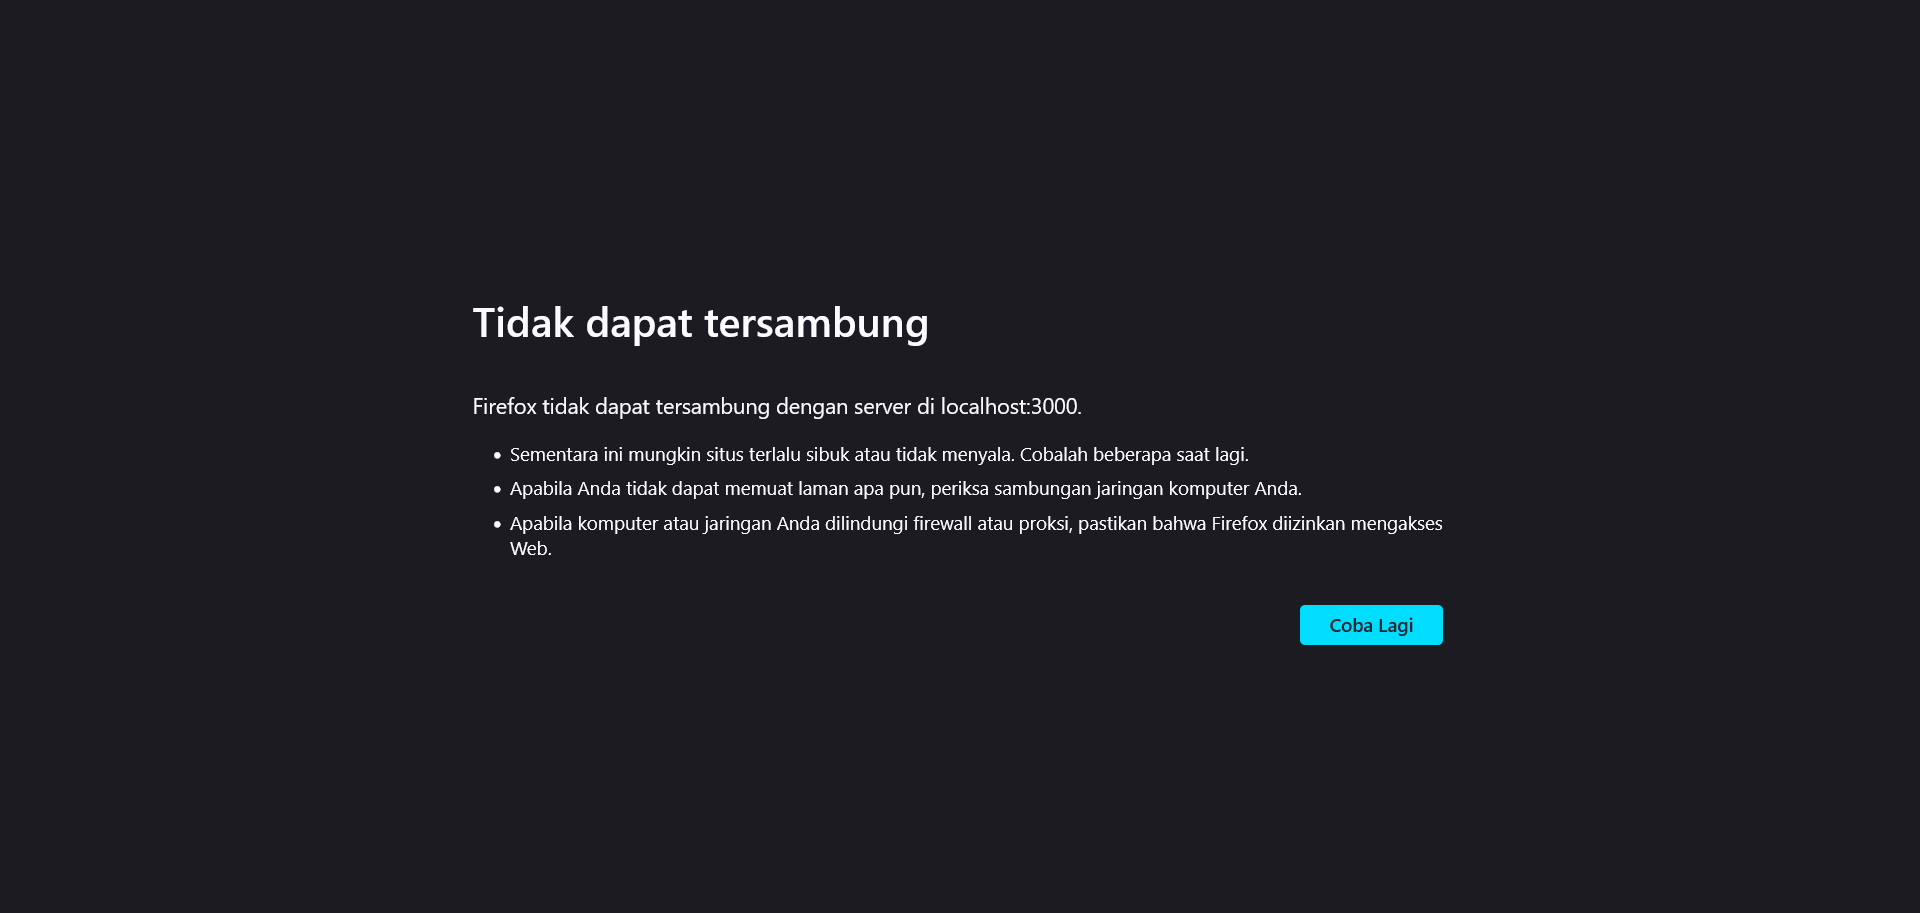 Tidak dapat tersambung
Firefox tidak dapat tersambung dengan server di localhost:3000.
• Sementara ini mungkin situs terlalu sibuk atau tidak menyala. Cobalah beberapa saat lagi.
• Apabila Anda tidak dapat memuat laman apa pun, periksa sambungan jaringan komputer Anda.
• Apabila komputer atau jaringan Anda dilindungi firewall atau proksi, pastikan bahwa Firefox diizinkan mengakses
Web.
Coba Lagi